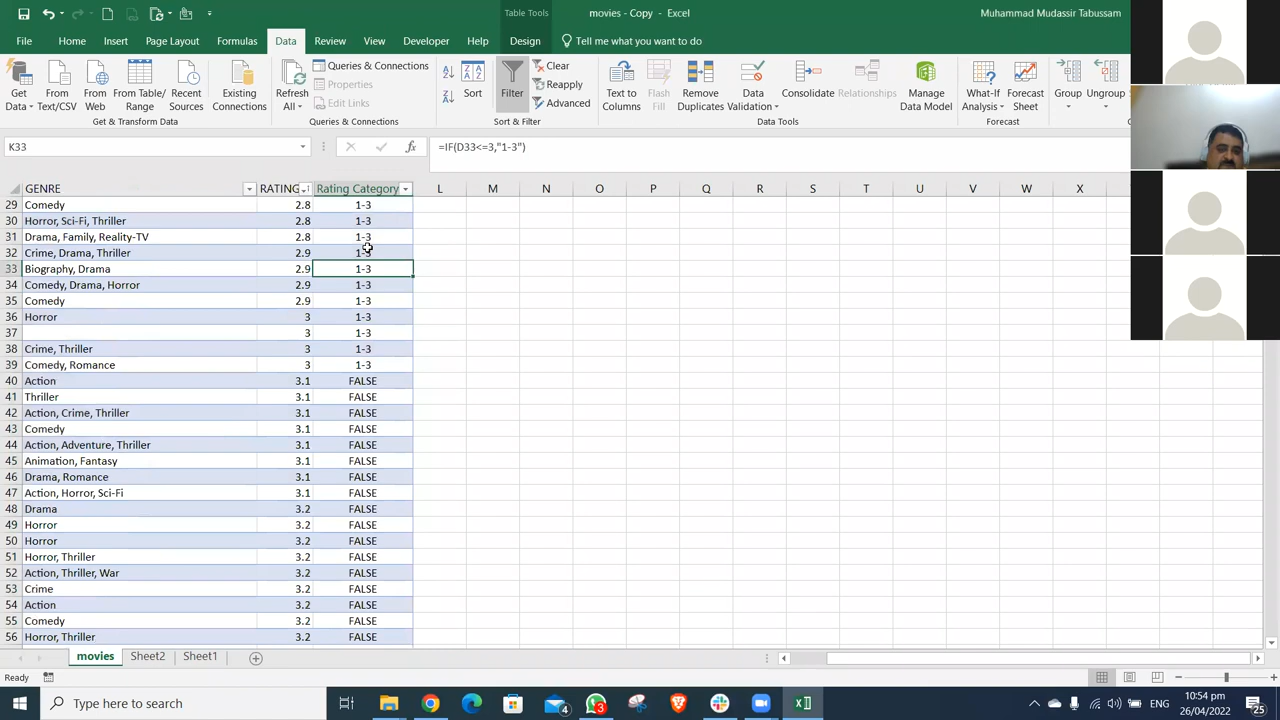 Table Tools
movies - Copy - Excel
Muhammad Mudassir Tabussam
File Home Insert Page Layout Formulas Data Review View Developer Help Design Tell me what you want to do
Get Data
From Text/CSV
From Web
From Table/ Range
Recent Sources
Existing Connections
Get & Transform Data
Refresh All
Queries & Connections
Properties
Edit Links
Queries & Connections
Sort
Filter
Clear
Reapply
Advanced
Sort & Filter
Text to Columns
Flash Fill
Remove Duplicates
Data Validation
Consolidate
Relationships
Manage Data Model
Data Tools
What-If Analysis
Forecast Sheet
Forecast
Group
Ungroup
K33 fx =IF(D33<=3,"1-3")
GENRE RATING Rating Category L M N O P Q R S T U V W X
29 Comedy 2.8 1-3
30 Horror, Sci-Fi, Thriller 2.8 1-3
31 Drama, Family, Reality-TV 2.8 1-3
32 Crime, Drama, Thriller 2.9 1-3
33 Biography, Drama 2.9 1-3
34 Comedy, Drama, Horror 2.9 1-3
35 Comedy 2.9 1-3
36 Horror 3 1-3
37 3 1-3
38 Crime, Thriller 3 1-3
39 Comedy, Romance 3 1-3
40 Action 3.1 FALSE
41 Thriller 3.1 FALSE
42 Action, Crime, Thriller 3.1 FALSE
43 Comedy 3.1 FALSE
44 Action, Adventure, Thriller 3.1 FALSE
45 Animation, Fantasy 3.1 FALSE
46 Drama, Romance 3.1 FALSE
47 Action, Horror, Sci-Fi 3.1 FALSE
48 Drama 3.2 FALSE
49 Horror 3.2 FALSE
50 Horror 3.2 FALSE
51 Horror, Thriller 3.2 FALSE
52 Action, Thriller, War 3.2 FALSE
53 Crime 3.2 FALSE
54 Action 3.2 FALSE
55 Comedy 3.2 FALSE
56 Horror, Thriller 3.2 FALSE
movies Sheet2 Sheet1
Ready
Type here to search
4
3
ENG
10:54 pm
26/04/2022
25